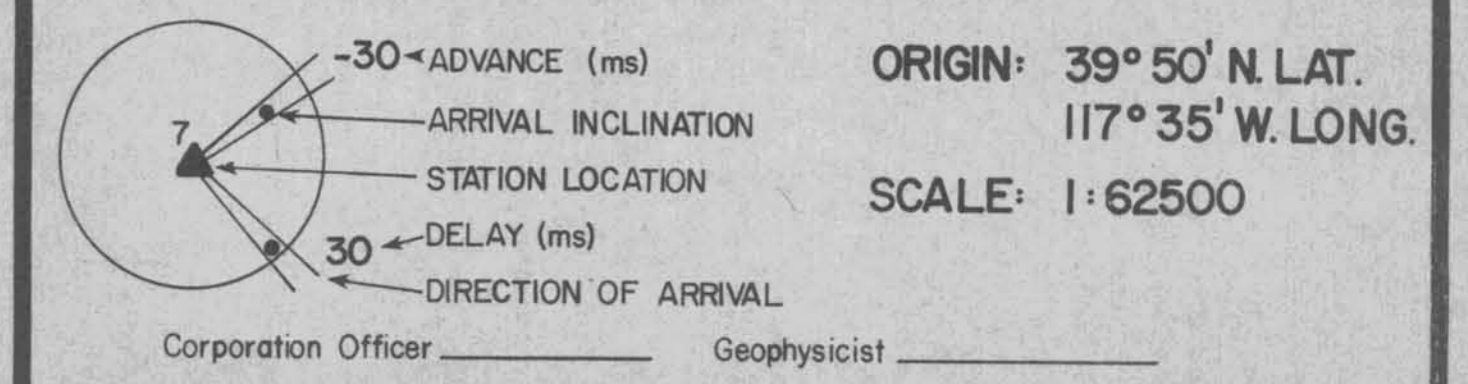 -30 ADVANCE (ms)
ARRIVAL INCLINATION
7
STATION LOCATION
30 DELAY (ms)
DIRECTION OF ARRIVAL
ORIGIN: 39° 50' N. LAT.
117° 35' W. LONG.
SCALE: 1:62500
Corporation Officer
Geophysicist